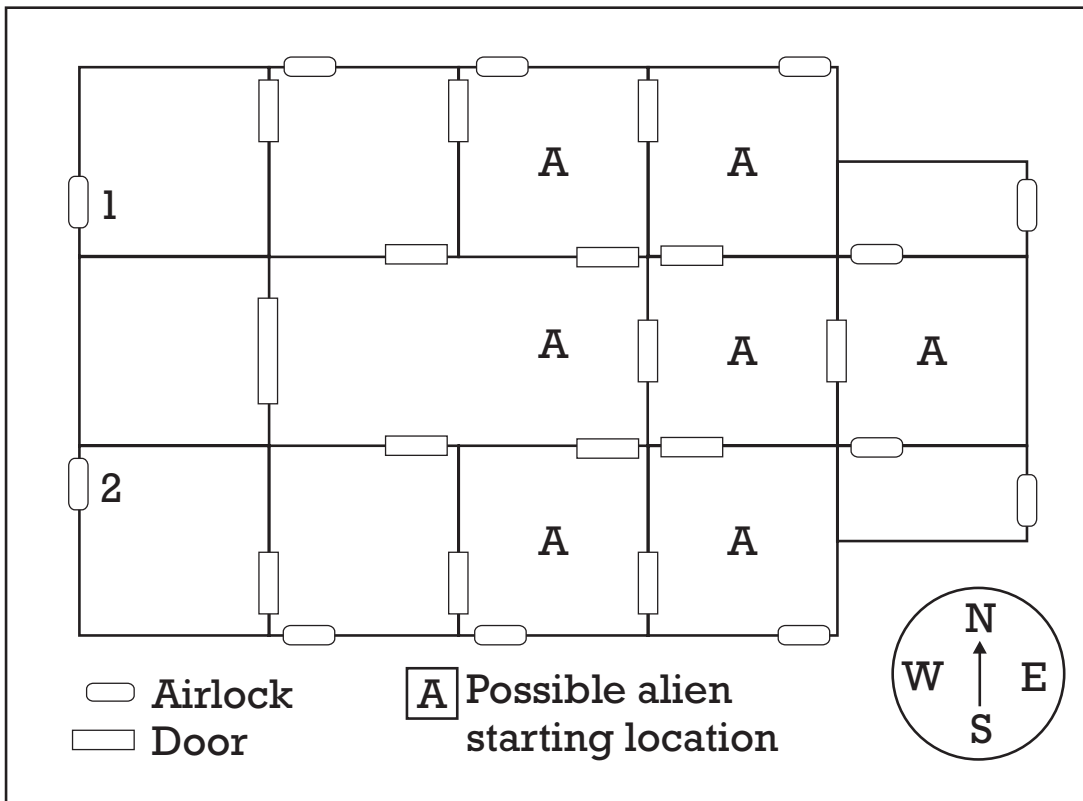 A A
1
A A A
2
A A
N
W E
S
Airlock
Door
A Possible alien
starting location